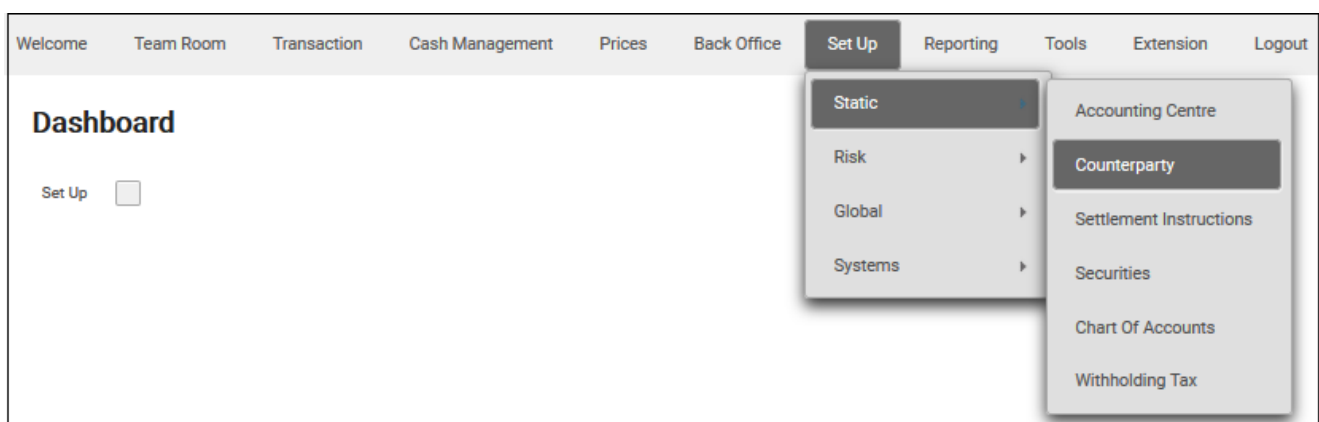 Welcome Team Room Transaction Cash Management Prices Back Office Set Up Reporting Tools Extension Logout
Dashboard
Set Up
Static
Risk
Global
Systems
Accounting Centre
Counterparty
Settlement Instructions
Securities
Chart Of Accounts
Withholding Tax